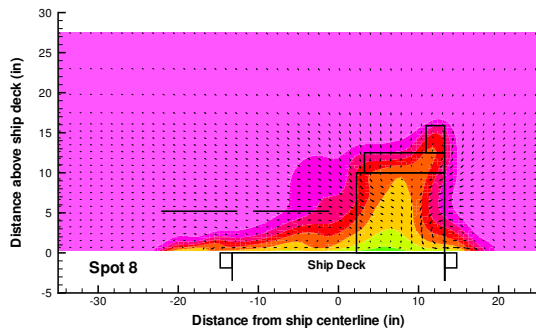 30
25
20
15
10
5
0
-5
Distance above ship deck (in)
Spot 8
Ship Deck
-30 -20 -10 0 10 20
Distance from ship centerline (in)